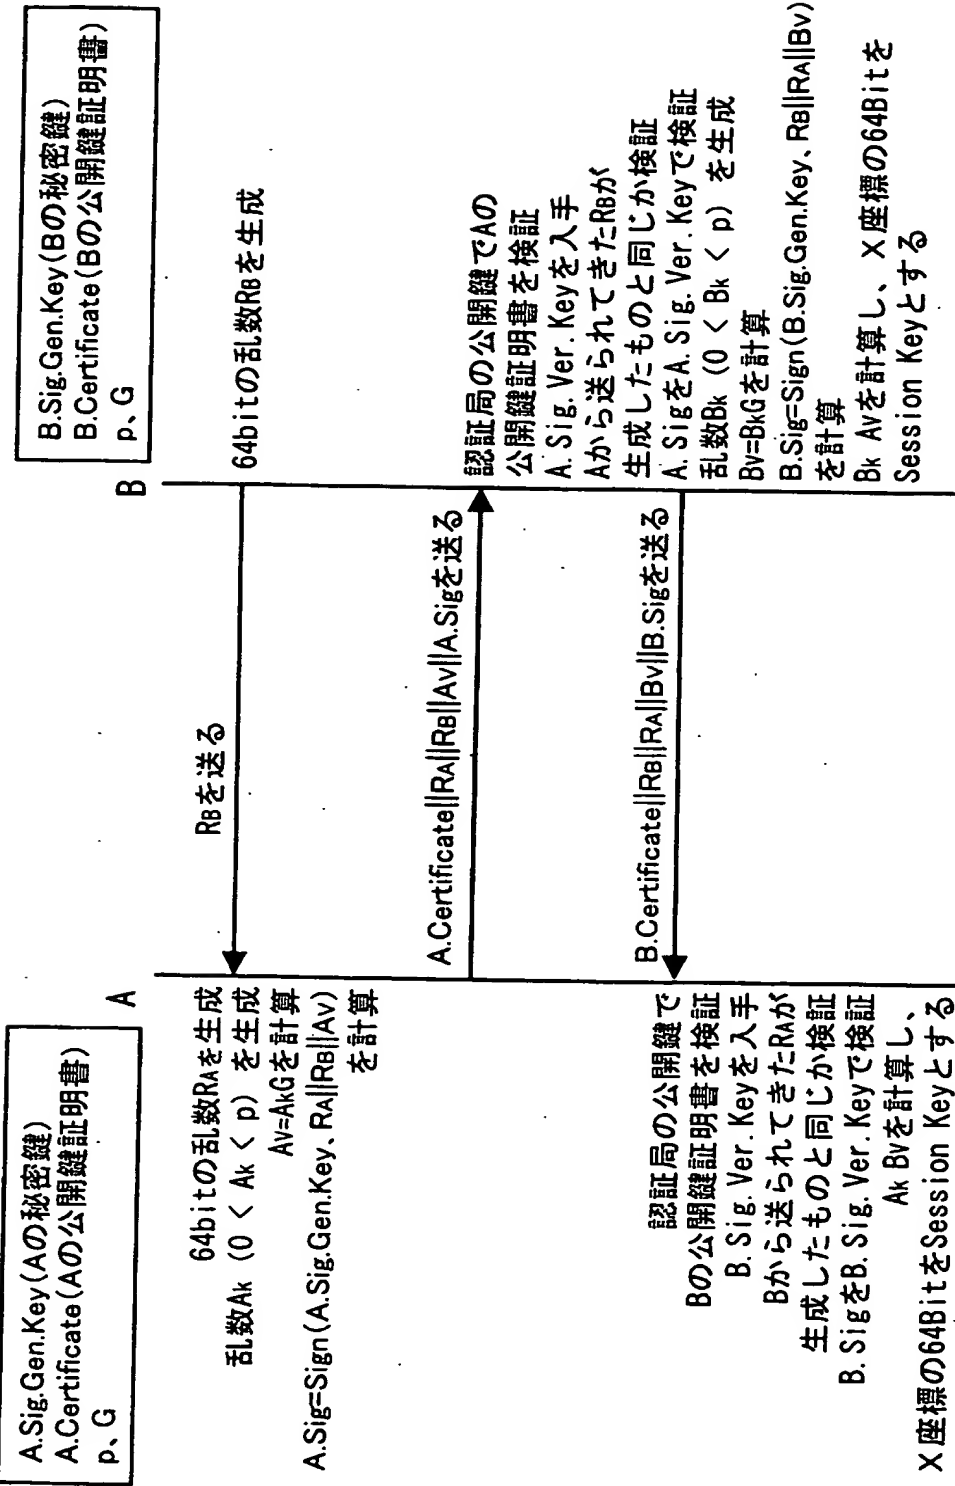 A.Sig.Gen.Key(Aの秘密鍵)
A.Certificate(Aの公開鍵証明書)
p、G
B.Sig.Gen.Key(Bの秘密鍵)
B.Certificate(Bの公開鍵証明書)
p、G
A
B
64bitの乱数RBを生成
RBを送る
64bitの乱数RAを生成
乱数Ak (0 < Ak < p) を生成
Av=AkGを計算
A.Sig=Sign(A.Sig.Gen.Key、RA||RB||Av)
を計算
A.Certificate||RA||RB||Av||A.Sigを送る
認証局の公開鍵でAの
公開鍵証明書を検証
A.Sig.Ver.Keyを入手
Aから送られてきたRBが
生成したものと同じか検証
A.SigをA.Sig.Ver.Keyで検証
乱数Bk (0 < Bk < p) を生成
Bv=BkGを計算
B.Sig=Sign(B.Sig.Gen.Key、RB||RA||Bv)
を計算
Bk Avを計算し、X座標の64Bitを
Session Keyとする
B.Certificate||RB||RA||Bv||B.Sigを送る
認証局の公開鍵で
Bの公開鍵証明書を検証
B.Sig.Ver.Keyを入手
Bから送られてきたRAが
生成したものと同じか検証
B.SigをB.Sig.Ver.Keyで検証
Ak Bvを計算し、
X座標の64BitをSession Keyとする